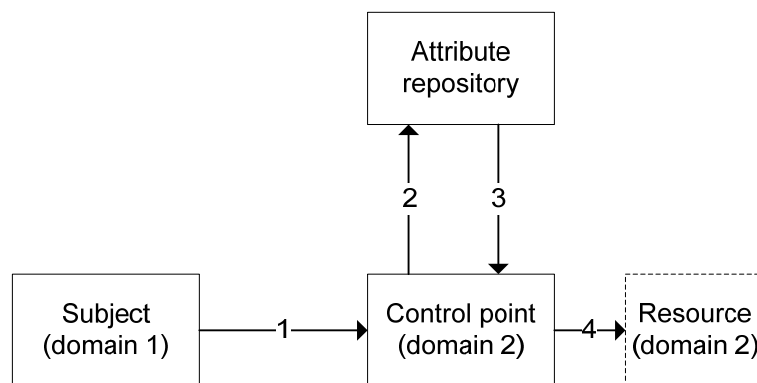 Attribute
repository
2
3
Subject
(domain 1)
1
Control point
(domain 2)
4
Resource
(domain 2)